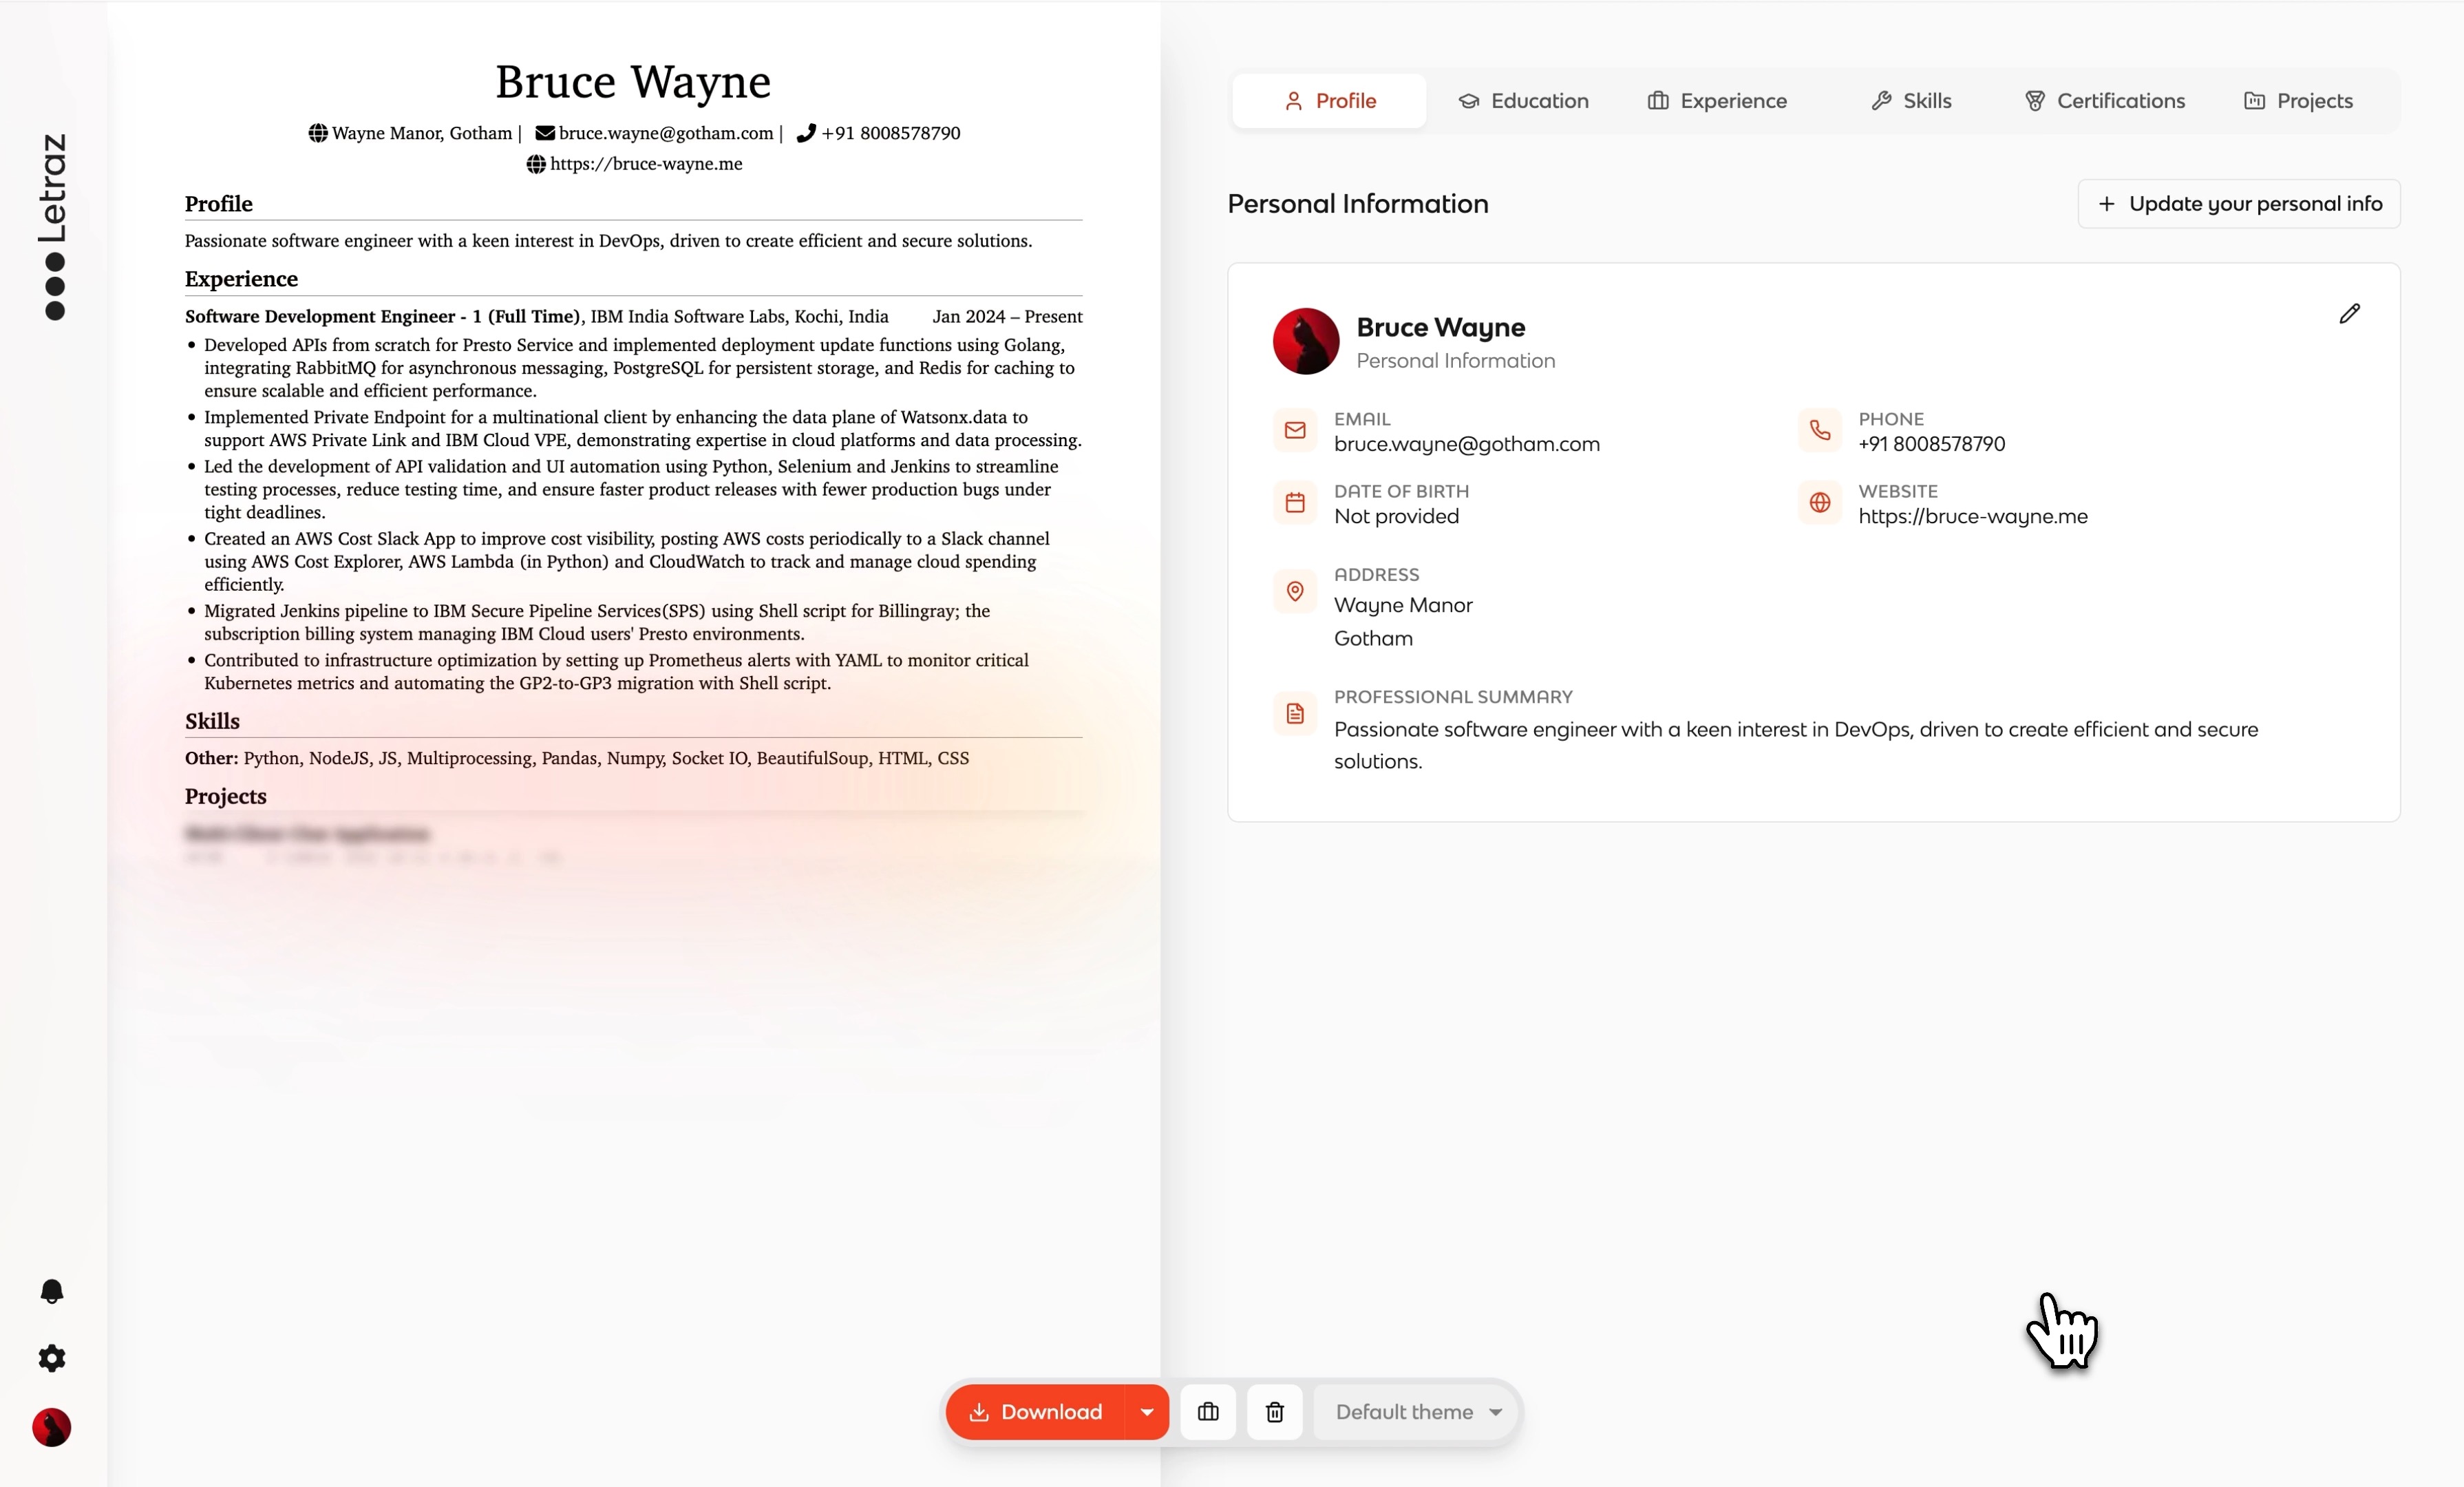 Letraz
Bruce Wayne
Wayne Manor, Gotham | bruce.wayne@gotham.com | +91 8008578790
https://bruce-wayne.me
Profile
Passionate software engineer with a keen interest in DevOps, driven to create efficient and secure solutions.
Experience
Software Development Engineer - 1 (Full Time), IBM India Software Labs, Kochi, India Jan 2024 – Present
• Developed APIs from scratch for Presto Service and implemented deployment update functions using Golang,
integrating RabbitMQ for asynchronous messaging, PostgreSQL for persistent storage, and Redis for caching to
ensure scalable and efficient performance.
• Implemented Private Endpoint for a multinational client by enhancing the data plane of Watsonx.data to
support AWS Private Link and IBM Cloud VPE, demonstrating expertise in cloud platforms and data processing.
• Led the development of API validation and UI automation using Python, Selenium and Jenkins to streamline
testing processes, reduce testing time, and ensure faster product releases with fewer production bugs under
tight deadlines.
• Created an AWS Cost Slack App to improve cost visibility, posting AWS costs periodically to a Slack channel
using AWS Cost Explorer, AWS Lambda (in Python) and CloudWatch to track and manage cloud spending
efficiently.
• Migrated Jenkins pipeline to IBM Secure Pipeline Services(SPS) using Shell script for Billingray; the
subscription billing system managing IBM Cloud users' Presto environments.
• Contributed to infrastructure optimization by setting up Prometheus alerts with YAML to monitor critical
Kubernetes metrics and automating the GP2-to-GP3 migration with Shell script.
Skills
Other: Python, NodeJS, JS, Multiprocessing, Pandas, Numpy, Socket IO, BeautifulSoup, HTML, CSS
Projects
Profile Education Experience Skills Certifications Projects
Personal Information
+ Update your personal info
Bruce Wayne
Personal Information
EMAIL
bruce.wayne@gotham.com
PHONE
+91 8008578790
DATE OF BIRTH
Not provided
WEBSITE
https://bruce-wayne.me
ADDRESS
Wayne Manor
Gotham
PROFESSIONAL SUMMARY
Passionate software engineer with a keen interest in DevOps, driven to create efficient and secure
solutions.
Download
Default theme